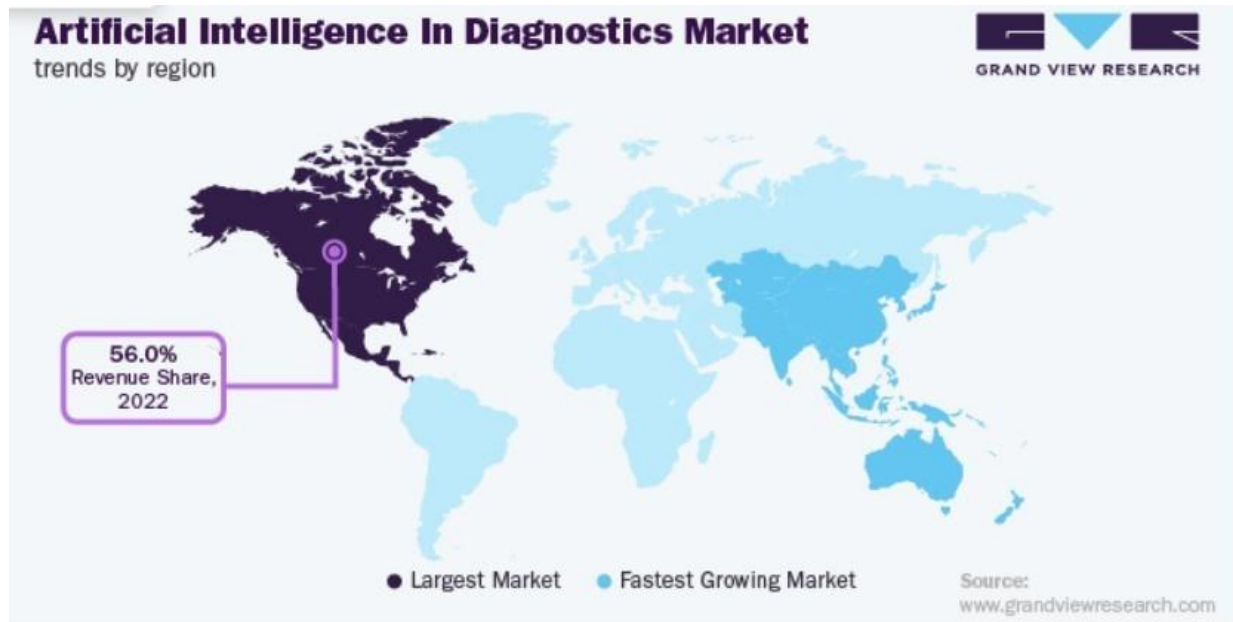 Artificial Intelligence In Diagnostics Market
trends by region
GRAND VIEW RESEARCH
56.0%
Revenue Share,
2022
Largest Market
Fastest Growing Market
Source:
www.grandviewresearch.com